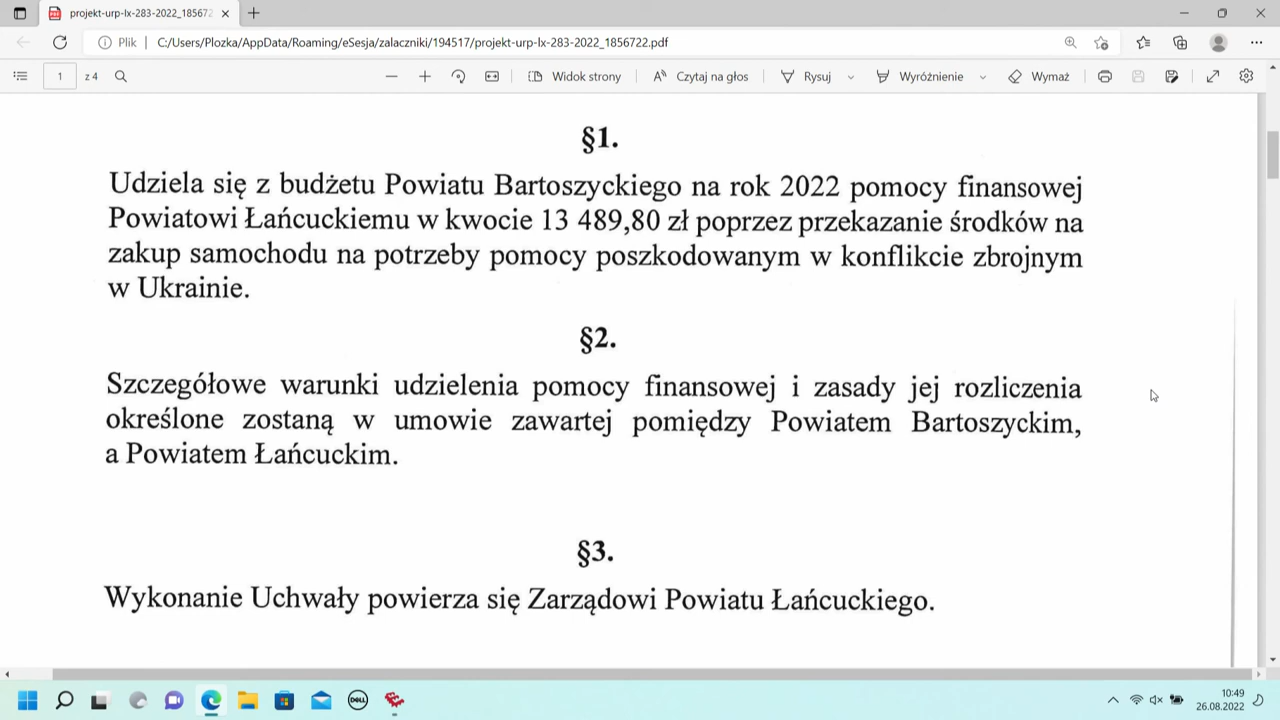 projekt-urp-lx-283-2022_18567
Plik
C:/Users/Plozka/AppData/Roaming/eSesja/zalaczniki/194517/projekt-urp-lx-283-2022_1856722.pdf
1 z 4 Widok strony Czytaj na głos Rysuj Wyróżnienie Wymaż
§1.
Udziela się z budżetu Powiatu Bartoszyckiego na rok 2022 pomocy finansowej
Powiatowi Łańcuckiemu w kwocie 13 489,80 zł poprzez przekazanie środków na
zakup samochodu na potrzeby pomocy poszkodowanym w konflikcie zbrojnym
w Ukrainie.
§2.
Szczegółowe warunki udzielenia pomocy finansowej i zasady jej rozliczenia
określone zostaną w umowie zawartej pomiędzy Powiatem Bartoszyckim,
a Powiatem Łańcuckim.
§3.
Wykonanie Uchwały powierza się Zarządowi Powiatu Łańcuckiego.
DELL
10:49
26.08.2022